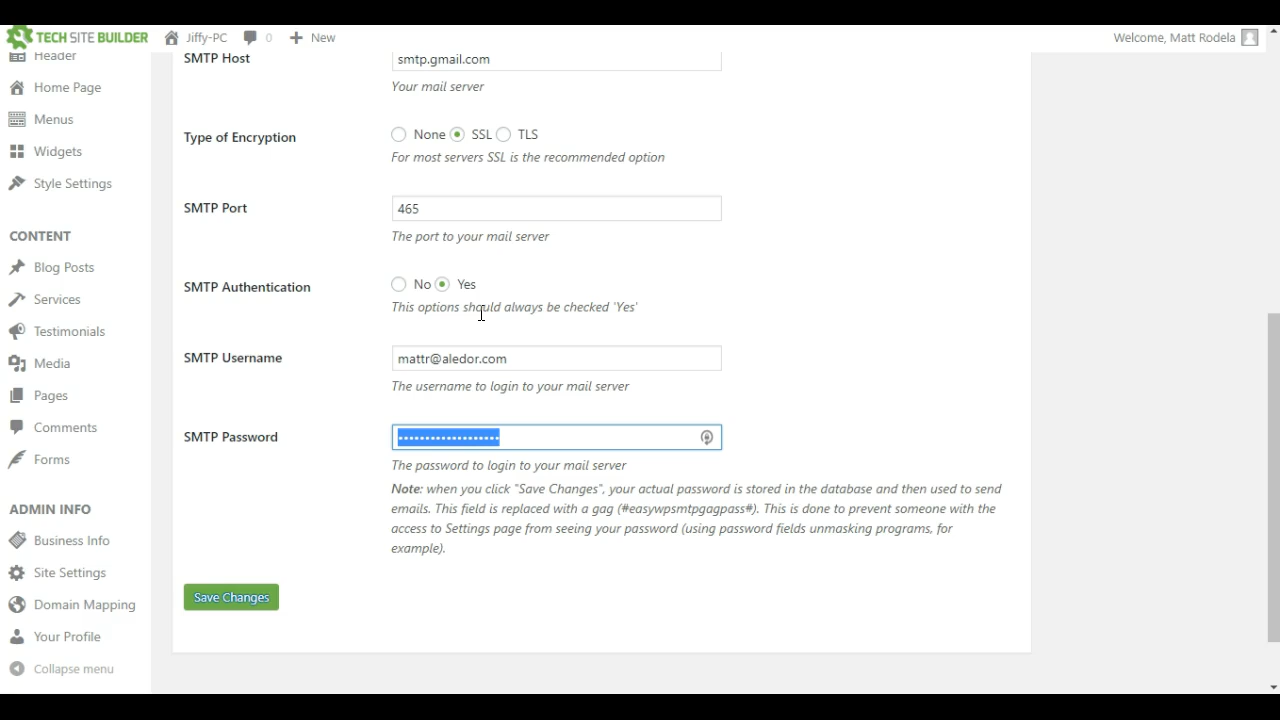 TECH SITE BUILDER Jiffy-PC 0 New Welcome, Matt Rodela
Header
Home Page
Menus
Widgets
Style Settings
CONTENT
Blog Posts
Services
Testimonials
Media
Pages
Comments
Forms
ADMIN INFO
Business Info
Site Settings
Domain Mapping
Your Profile
Collapse menu
SMTP Host smtp.gmail.com
Your mail server
Type of Encryption None SSL TLS
For most servers SSL is the recommended option
SMTP Port 465
The port to your mail server
SMTP Authentication No Yes
This options should always be checked 'Yes'
SMTP Username mattr@aledor.com
The username to login to your mail server
SMTP Password
The password to login to your mail server
Note: when you click "Save Changes", your actual password is stored in the database and then used to send
emails. This field is replaced with a gag (#easywpsmtpgagpass#). This is done to prevent someone with the
access to Settings page from seeing your password (using password fields unmasking programs, for
example).
Save Changes